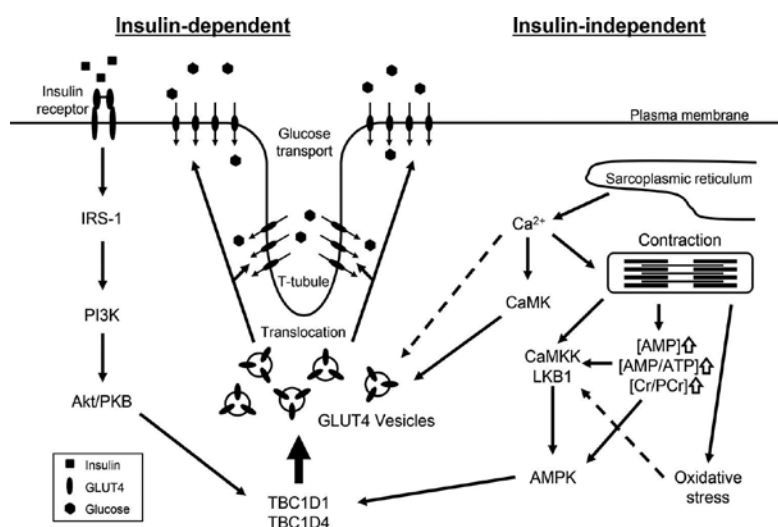 Insulin-dependent
Insulin-independent
Insulin
receptor
Plasma membrane
Glucose
transport
Sarcoplasmic reticulum
IRS-1
Ca²⁺
Contraction
T-tubule
PI3K
CaMK
Translocation
CaMKK
LKB1
[AMP]⇧
[AMP/ATP]⇧
[Cr/PCr]⇧
Akt/PKB
GLUT4 Vesicles
AMPK
Oxidative
stress
TBC1D1
TBC1D4
Insulin
GLUT4
Glucose